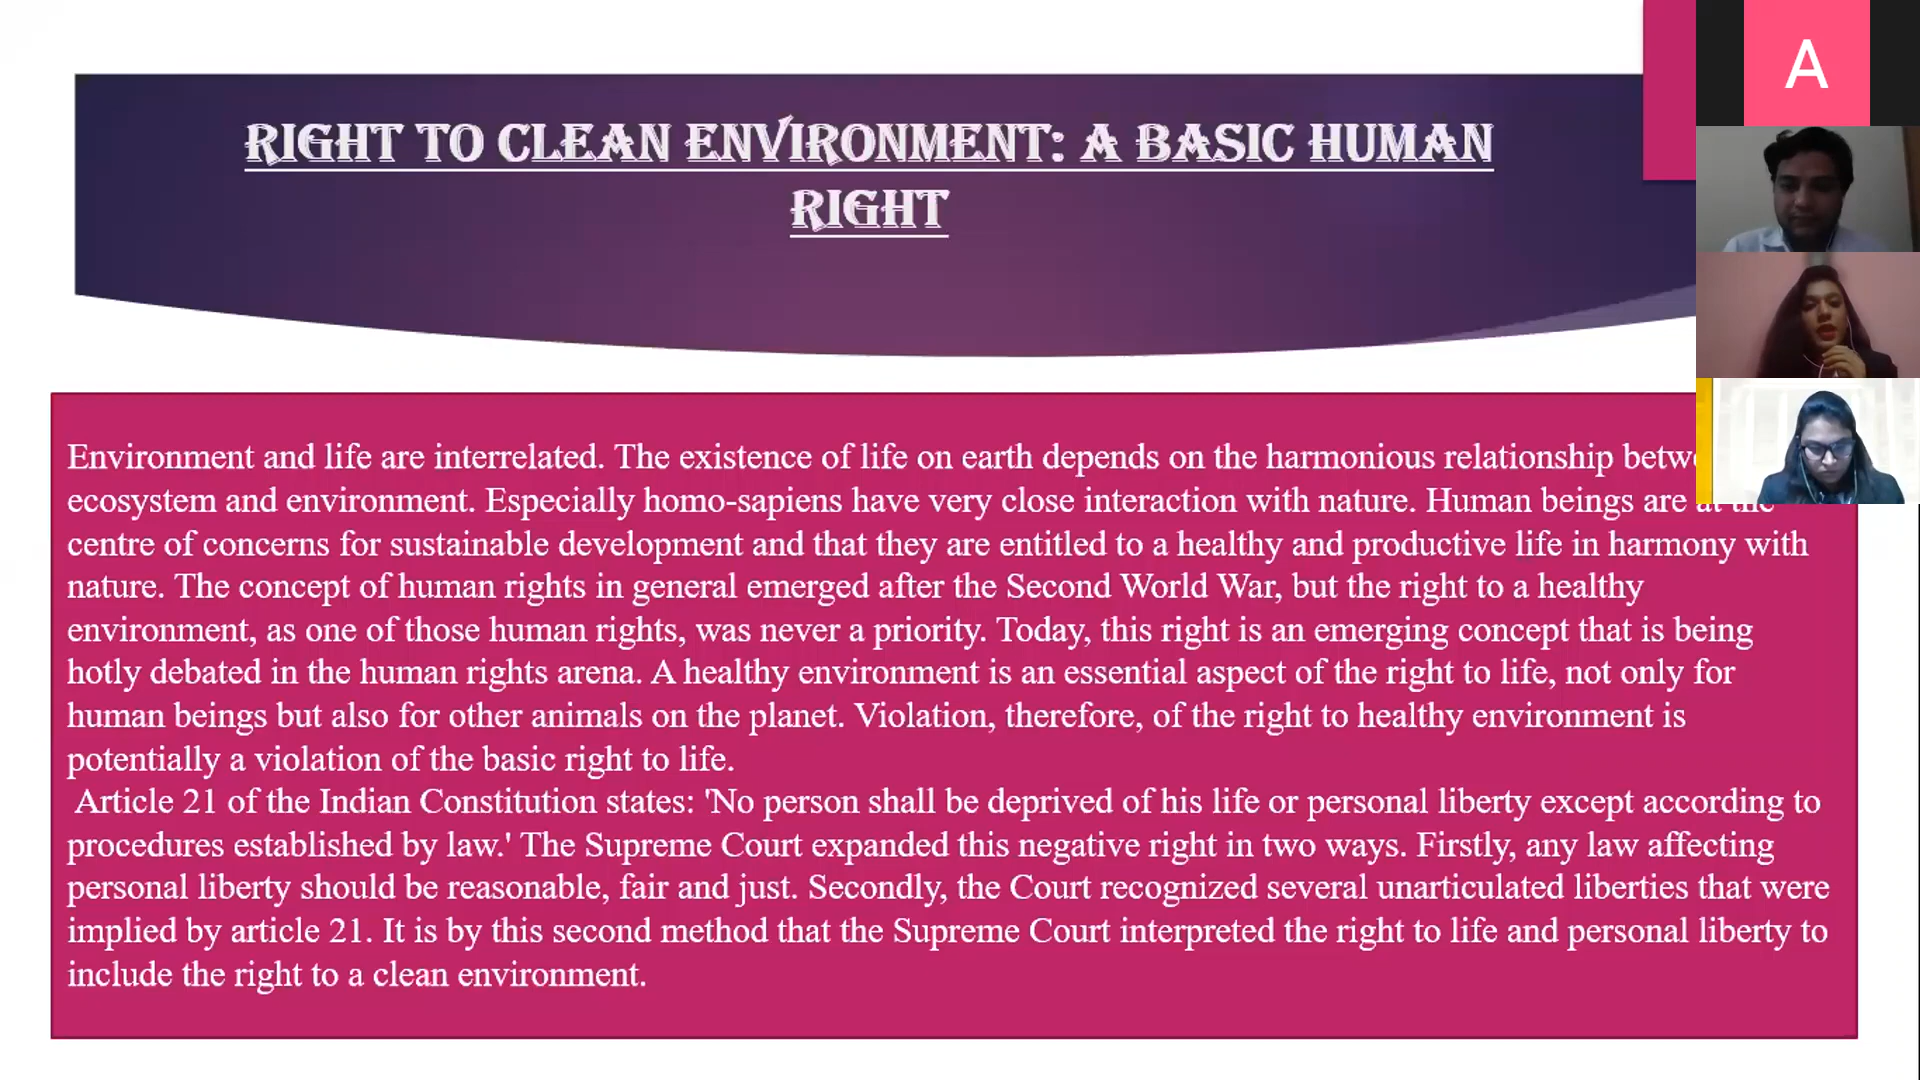 RIGHT TO CLEAN ENVIRONMENT: A BASIC HUMAN
RIGHT
A
Environment and life are interrelated. The existence of life on earth depends on the harmonious relationship
ecosystem and environment. Especially homo-sapiens have very close interaction with nature. Human beings are at the
centre of concerns for sustainable development and that they are entitled to a healthy and productive life in harmony with
nature. The concept of human rights in general emerged after the Second World War, but the right to a healthy
environment, as one of those human rights, was never a priority. Today, this right is an emerging concept that is being
hotly debated in the human rights arena. A healthy environment is an essential aspect of the right to life, not only for
human beings but also for other animals on the planet. Violation, therefore, of the right to healthy environment is
potentially a violation of the basic right to life.
Article 21 of the Indian Constitution states: 'No person shall be deprived of his life or personal liberty except according to
procedures established by law.' The Supreme Court expanded this negative right in two ways. Firstly, any law affecting
personal liberty should be reasonable, fair and just. Secondly, the Court recognized several unarticulated liberties that were
implied by article 21. It is by this second method that the Supreme Court interpreted the right to life and personal liberty to
include the right to a clean environment.